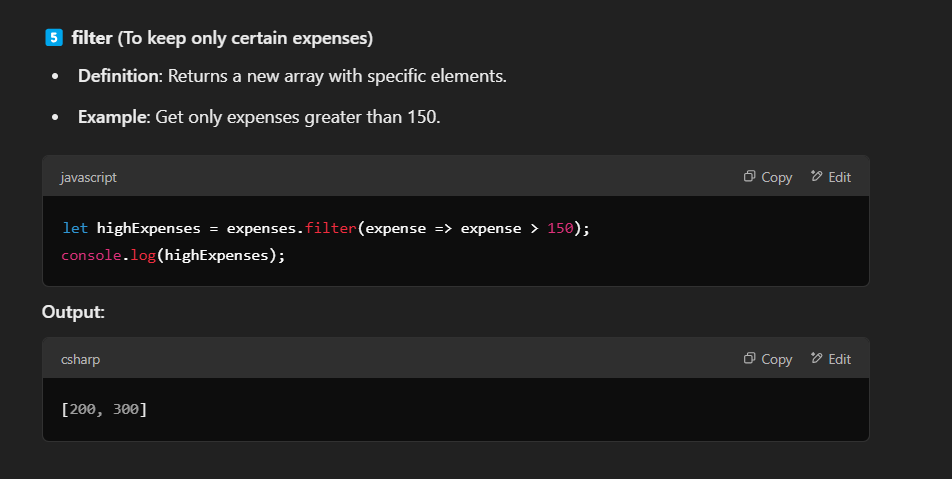 5 filter (To keep only certain expenses)
• Definition: Returns a new array with specific elements.
• Example: Get only expenses greater than 150.
javascript Copy Edit
let highExpenses = expenses.filter(expense => expense > 150);
console.log(highExpenses);
Output:
csharp Copy Edit
[200, 300]